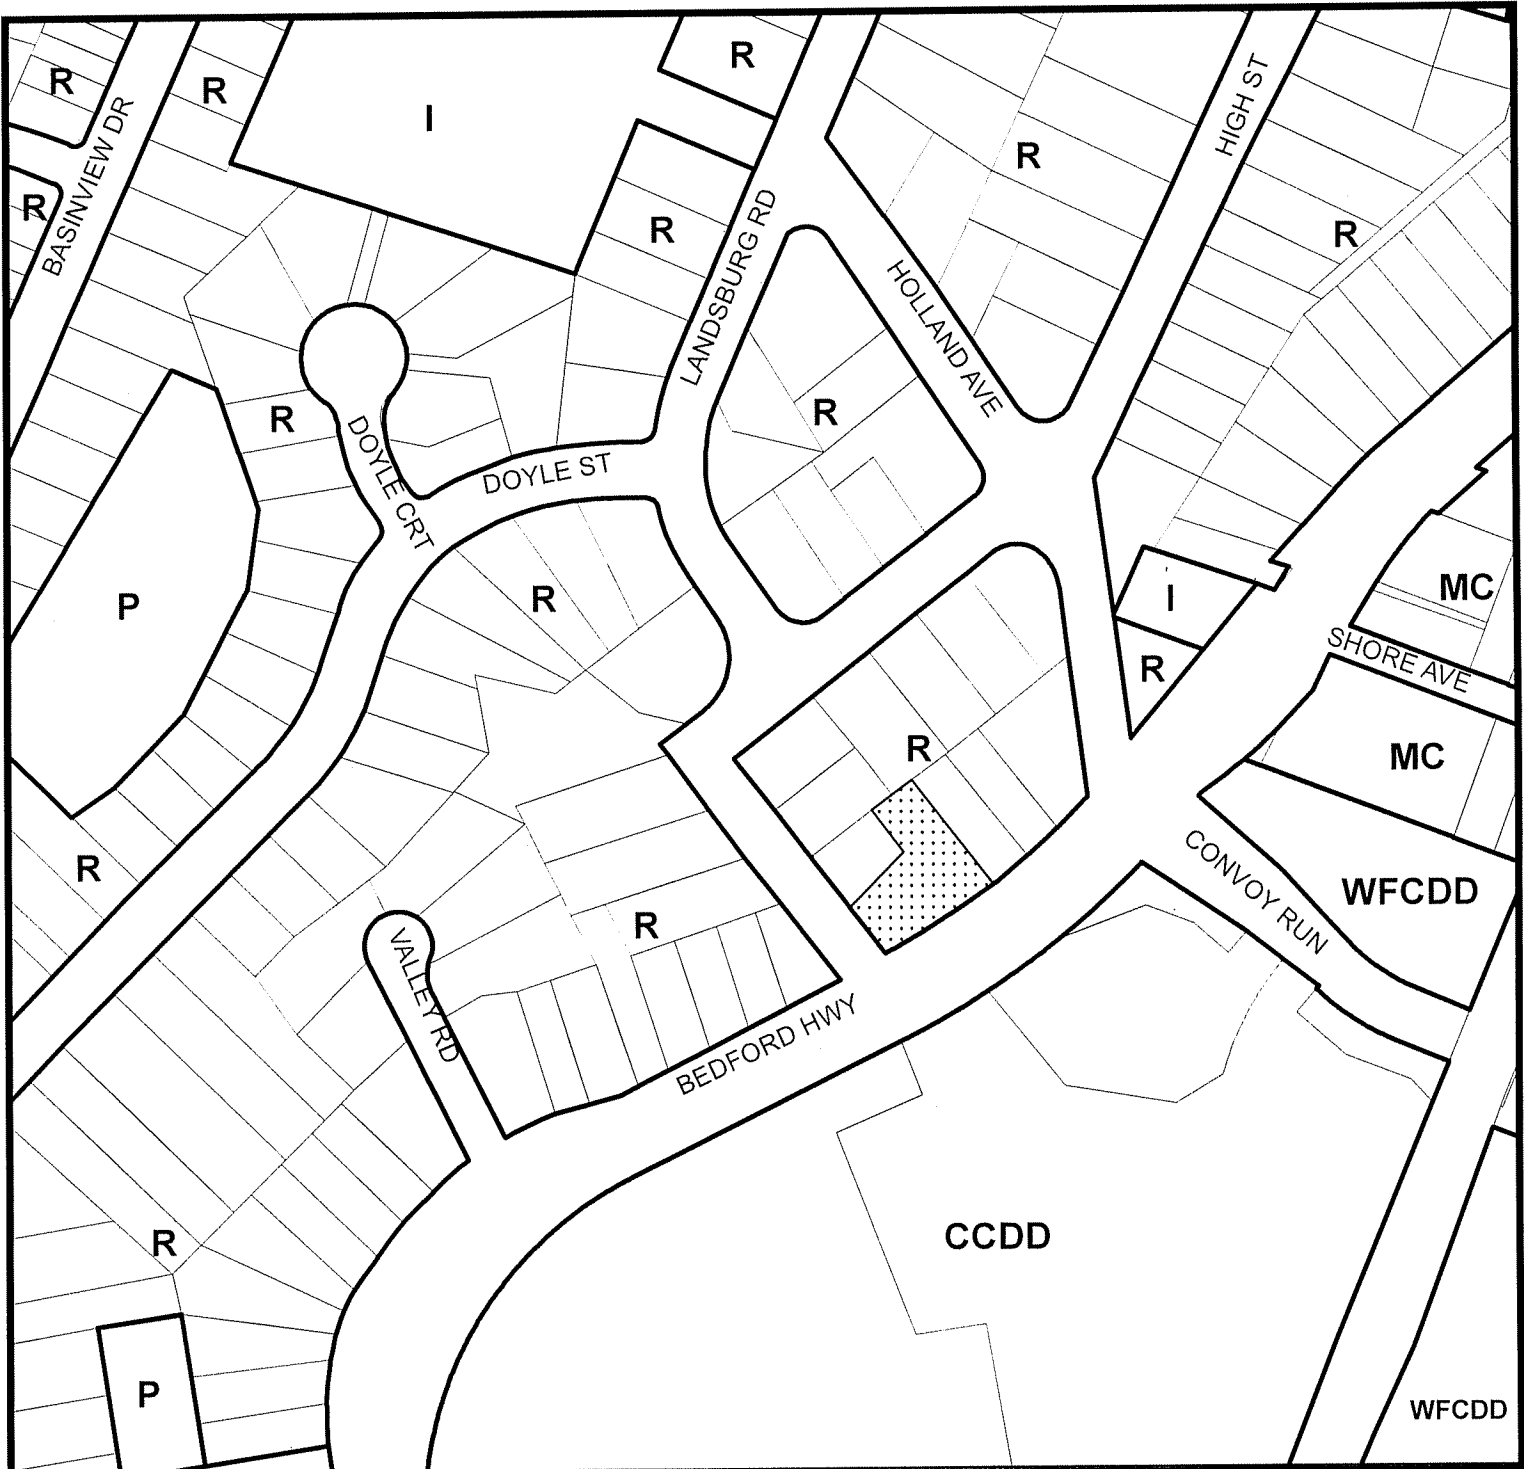 R
R
R
I
R
HIGH ST
R
BASINVIEW DR
R
R
R
LANDSBURG RD
HOLLAND AVE
R
R
DOYLE CRT
DOYLE ST
R
P
I
MC
R
SHORE AVE
R
MC
R
CONVOY RUN
WFCDD
R
VALLEY RD
BEDFORD HWY
CCDD
R
P
WFCDD